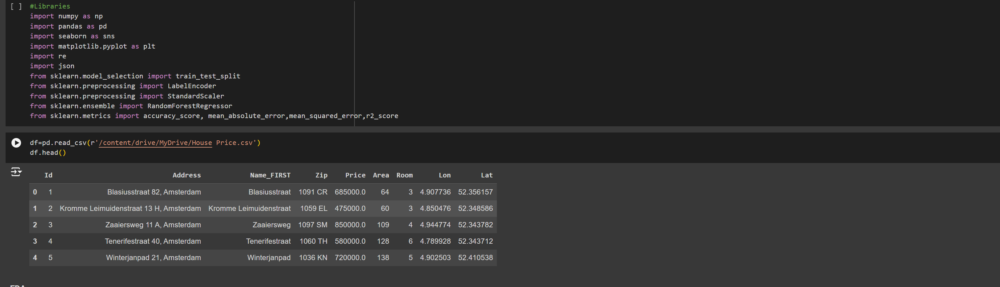 [ ] #Libraries
import numpy as np
import pandas as pd
import seaborn as sns
import matplotlib.pyplot as plt
import re
import json
from sklearn.model_selection import train_test_split
from sklearn.preprocessing import LabelEncoder
from sklearn.preprocessing import StandardScaler
from sklearn.ensemble import RandomForestRegressor
from sklearn.metrics import accuracy_score, mean_absolute_error,mean_squared_error,r2_score
df=pd.read_csv(r'/content/drive/MyDrive/House Price.csv')
df.head()
Id Address Name_FIRST Zip Price Area Room Lon Lat
0 1 Blasiusstraat 82, Amsterdam Blasiusstraat 1091 CR 685000.0 64 3 4.907736 52.356157
1 2 Kromme Leimuidenstraat 13 H, Amsterdam Kromme Leimuidenstraat 1059 EL 475000.0 60 3 4.850476 52.348586
2 3 Zaaiersweg 11 A, Amsterdam Zaaiersweg 1097 SM 850000.0 109 4 4.944774 52.343782
3 4 Tenerifestraat 40, Amsterdam Tenerifestraat 1060 TH 580000.0 128 6 4.789928 52.343712
4 5 Winterjanpad 21, Amsterdam Winterjanpad 1036 KN 720000.0 138 5 4.902503 52.410538